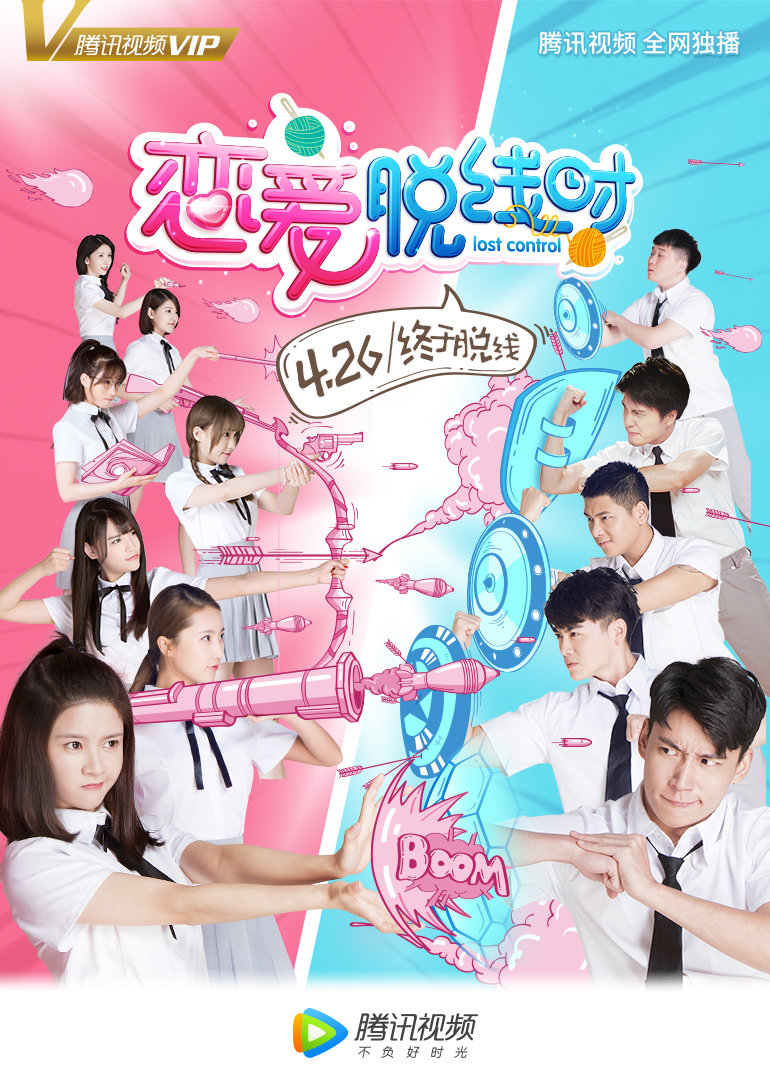 腾讯视频VIP
腾讯视频 全网独播
恋爱脱线时
lost control
4.26/终于脱线
BOOM
腾讯视频
不负好时光